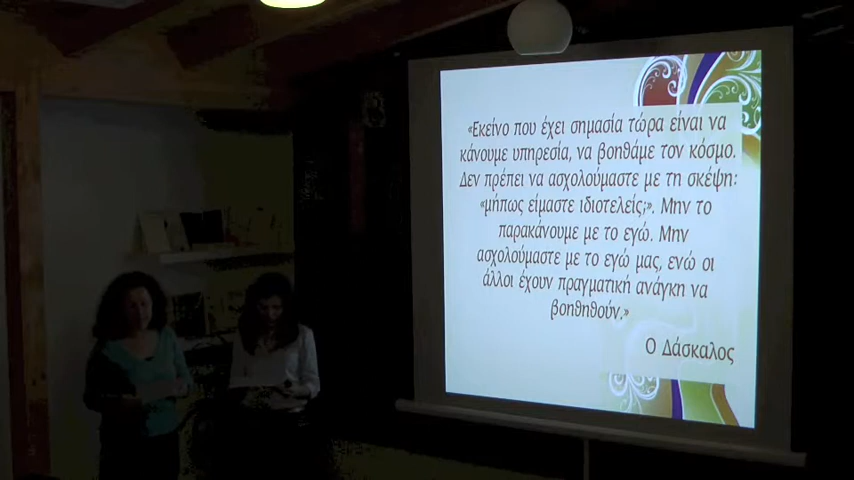 «Εκείνο που έχει σημασία τώρα είναι να
κάνουμε υπηρεσία, να βοηθάμε τον κόσμο.
Δεν πρέπει να ασχολούμαστε με τη σκέψη:
«μήπως είμαστε ιδιοτελείς;». Μην το
παρακάνουμε με το εγώ. Μην
ασχολούμαστε με το εγώ μας, ενώ οι
άλλοι έχουν πραγματική ανάγκη να
βοηθηθούν.»
Ο Δάσκαλος